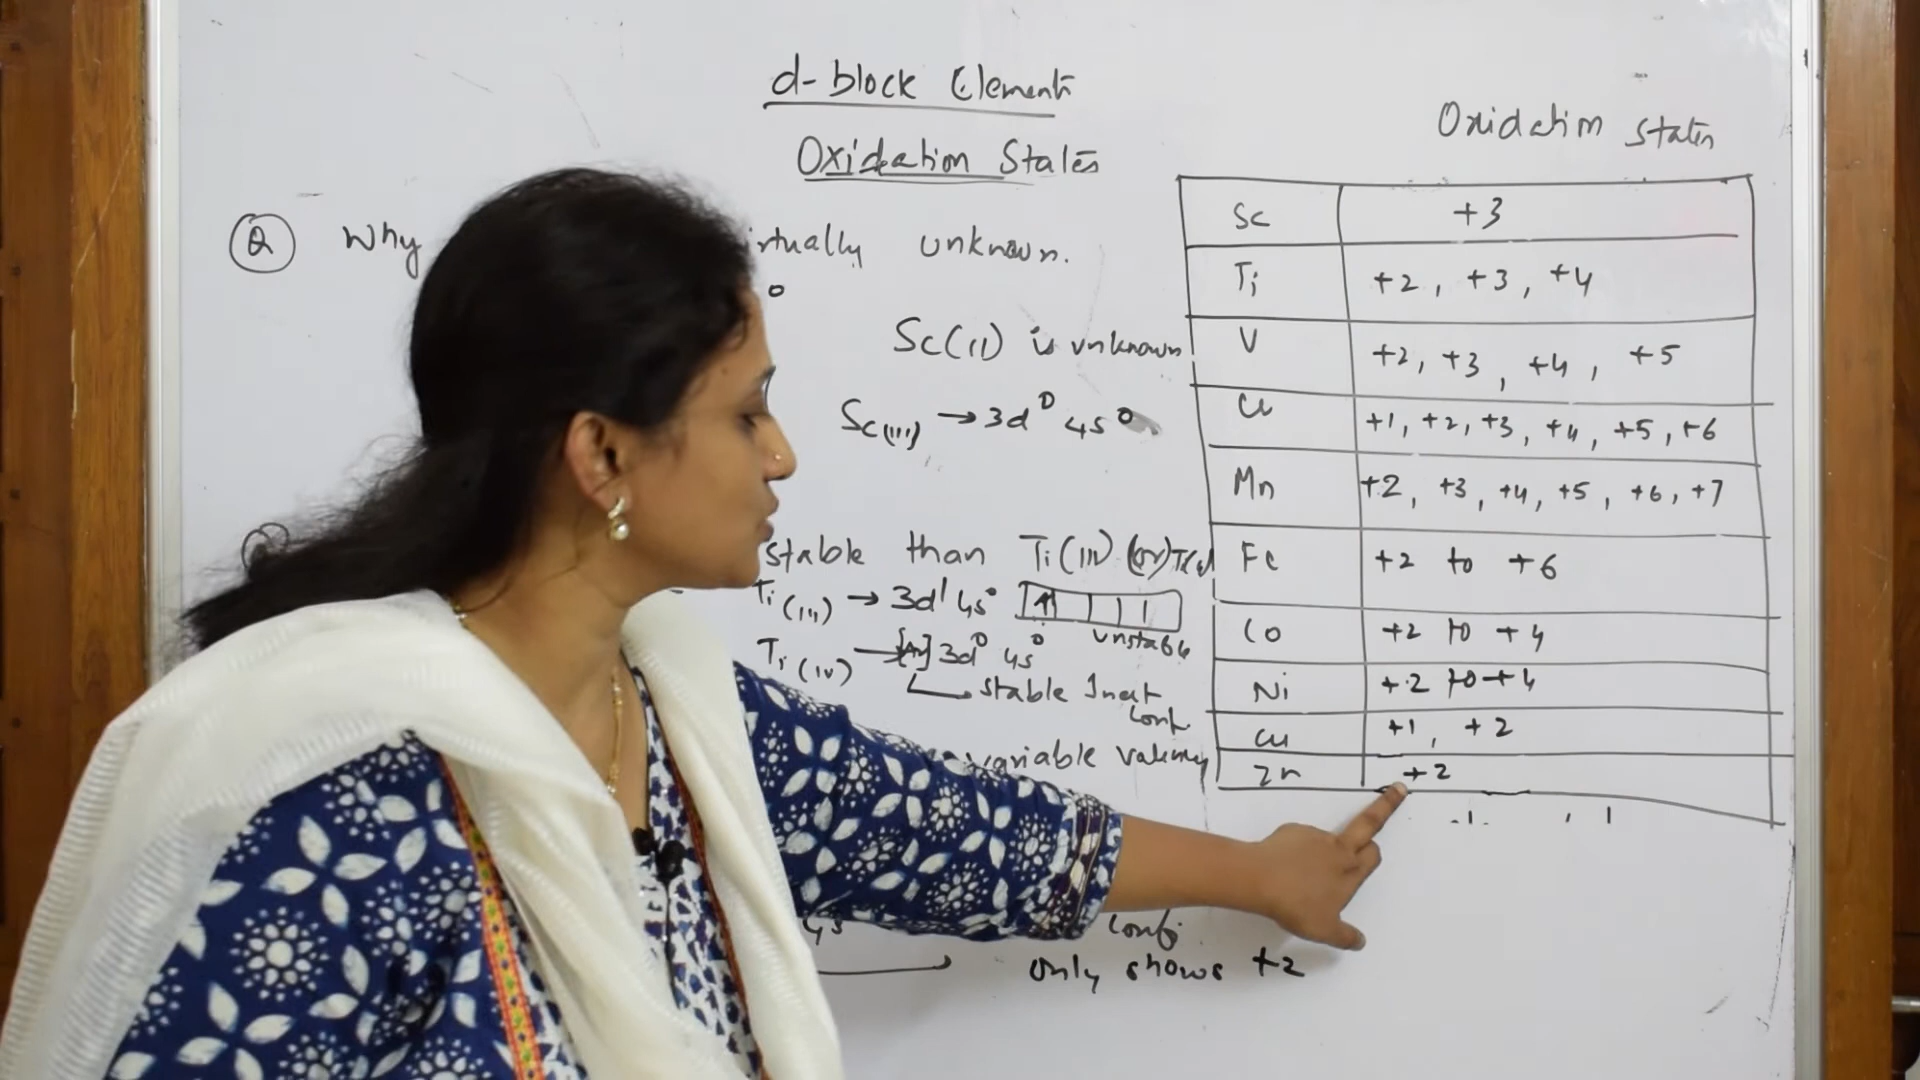 d-block Element
Oxidation States
Q Why irtually unknown.
o
Sc(II) is unknown
Sc(III) → 3d⁰ 4s⁰
stable than Ti(III) (or) Ti(
Ti(III) → 3d¹ 4s⁰
unstable
Ti(IV) → [Ar] 3d⁰ 4s⁰
stable Inert
Conf
variable valency
4s confi
only shows +2
Oxidation States
Sc +3
Ti +2, +3, +4
V +2, +3, +4, +5
Cr +1, +2, +3, +4, +5, +6
Mn +2, +3, +4, +5, +6, +7
Fe +2 to +6
Co +2 to +4
Ni +2 to +4
Cu +1, +2
Zn +2